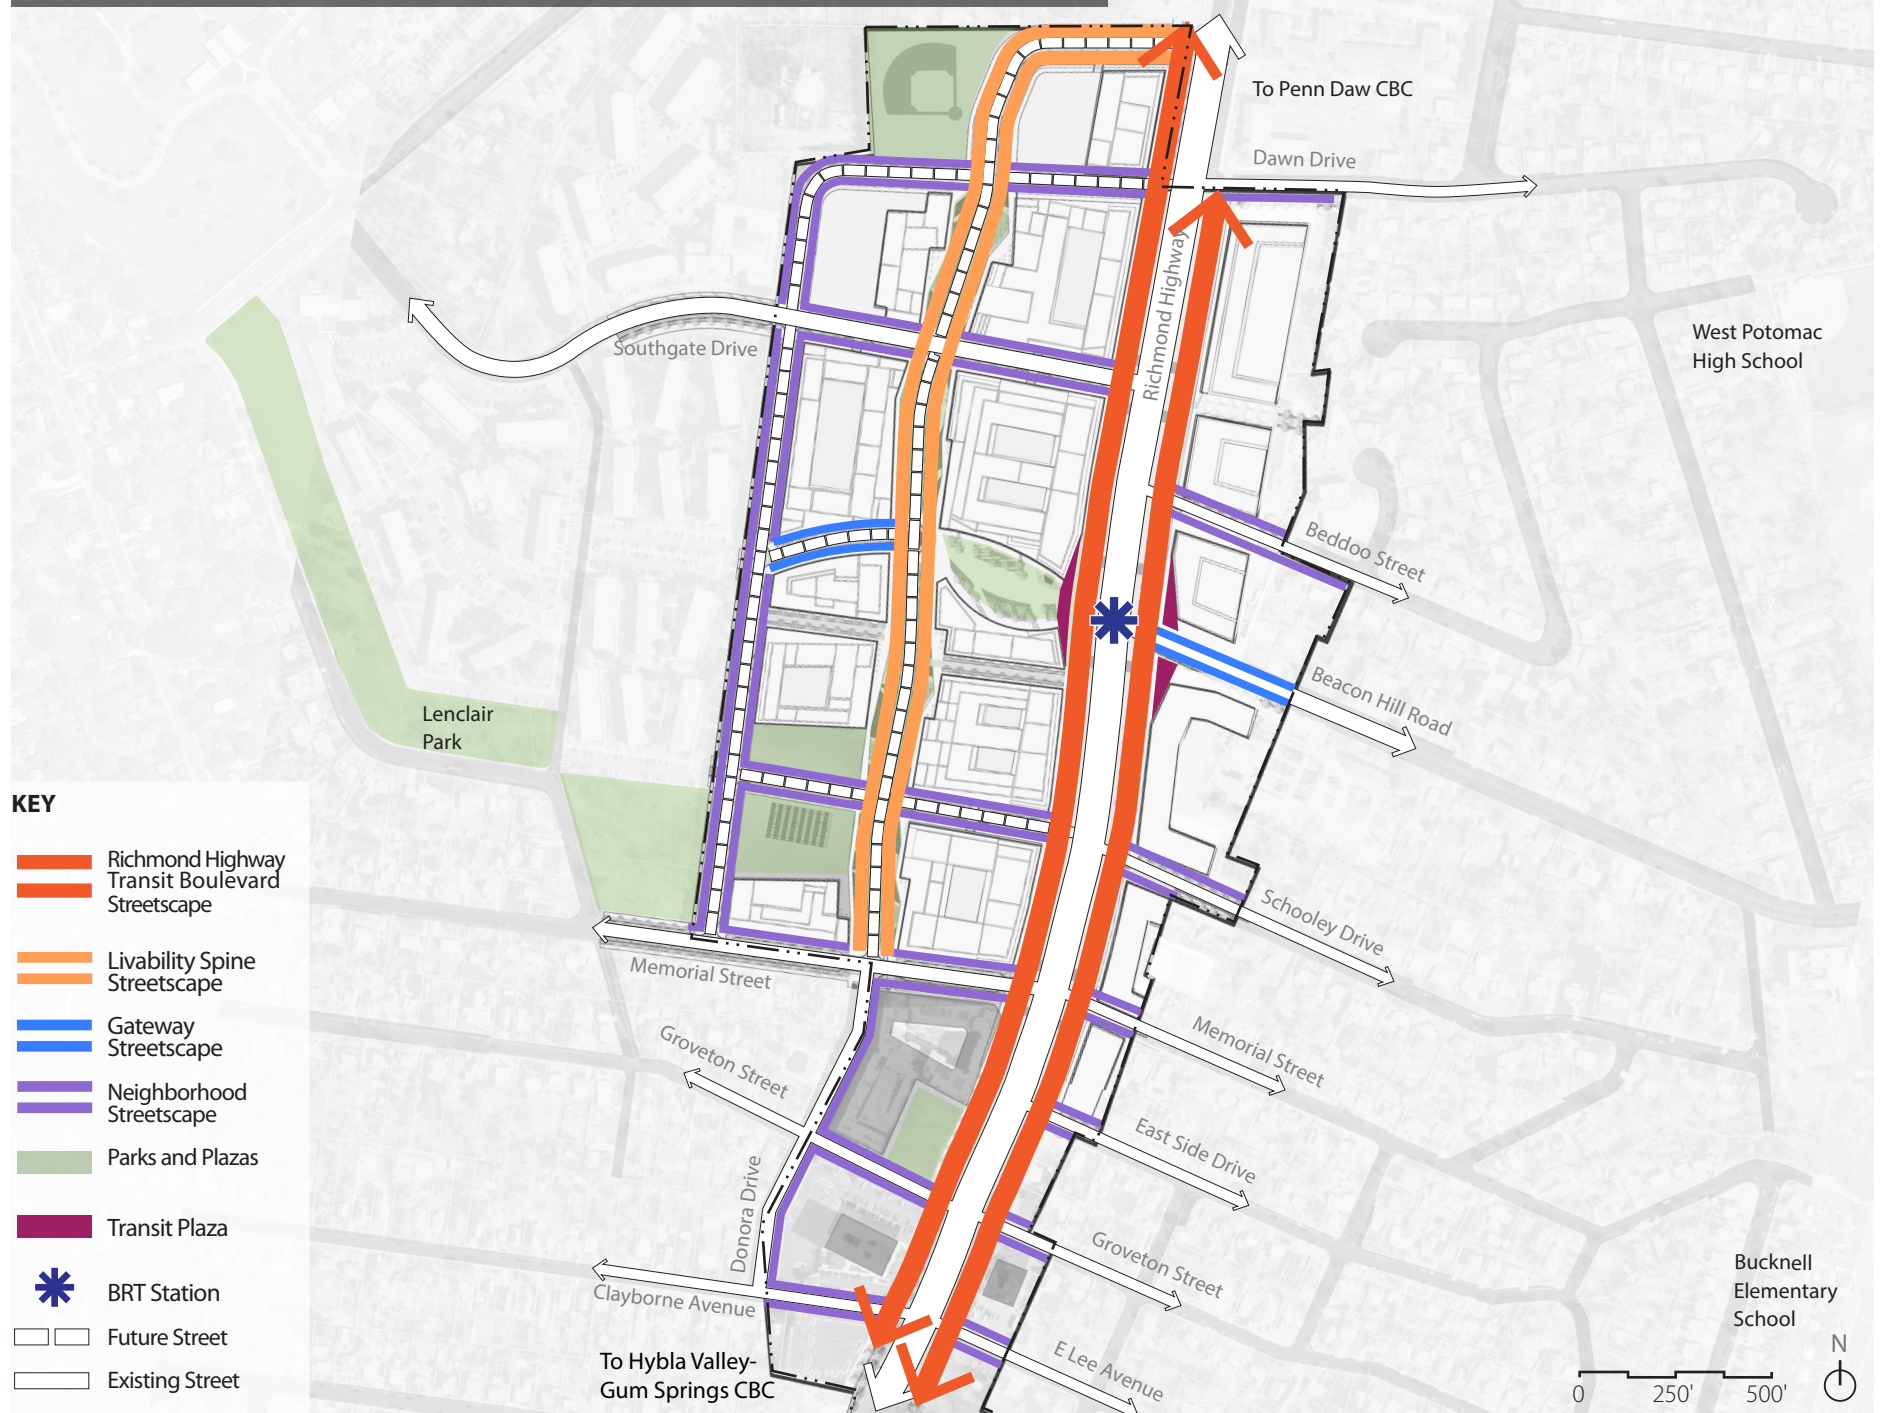 To Penn Daw CBC
Dawn Drive
Richmond Highway
West Potomac
High School
Southgate Drive
Beddoo Street
Beacon Hill Road
Lenclair
Park
Schooley Drive
Memorial Street
Memorial Street
Groveton Street
East Side Drive
Donora Drive
Groveton Street
Clayborne Avenue
E Lee Avenue
To Hybla Valley-
Gum Springs CBC
Bucknell
Elementary
School
KEY
Richmond Highway
Transit Boulevard
Streetscape
Livability Spine
Streetscape
Gateway
Streetscape
Neighborhood
Streetscape
Parks and Plazas
Transit Plaza
BRT Station
Future Street
Existing Street
N
0 250' 500'